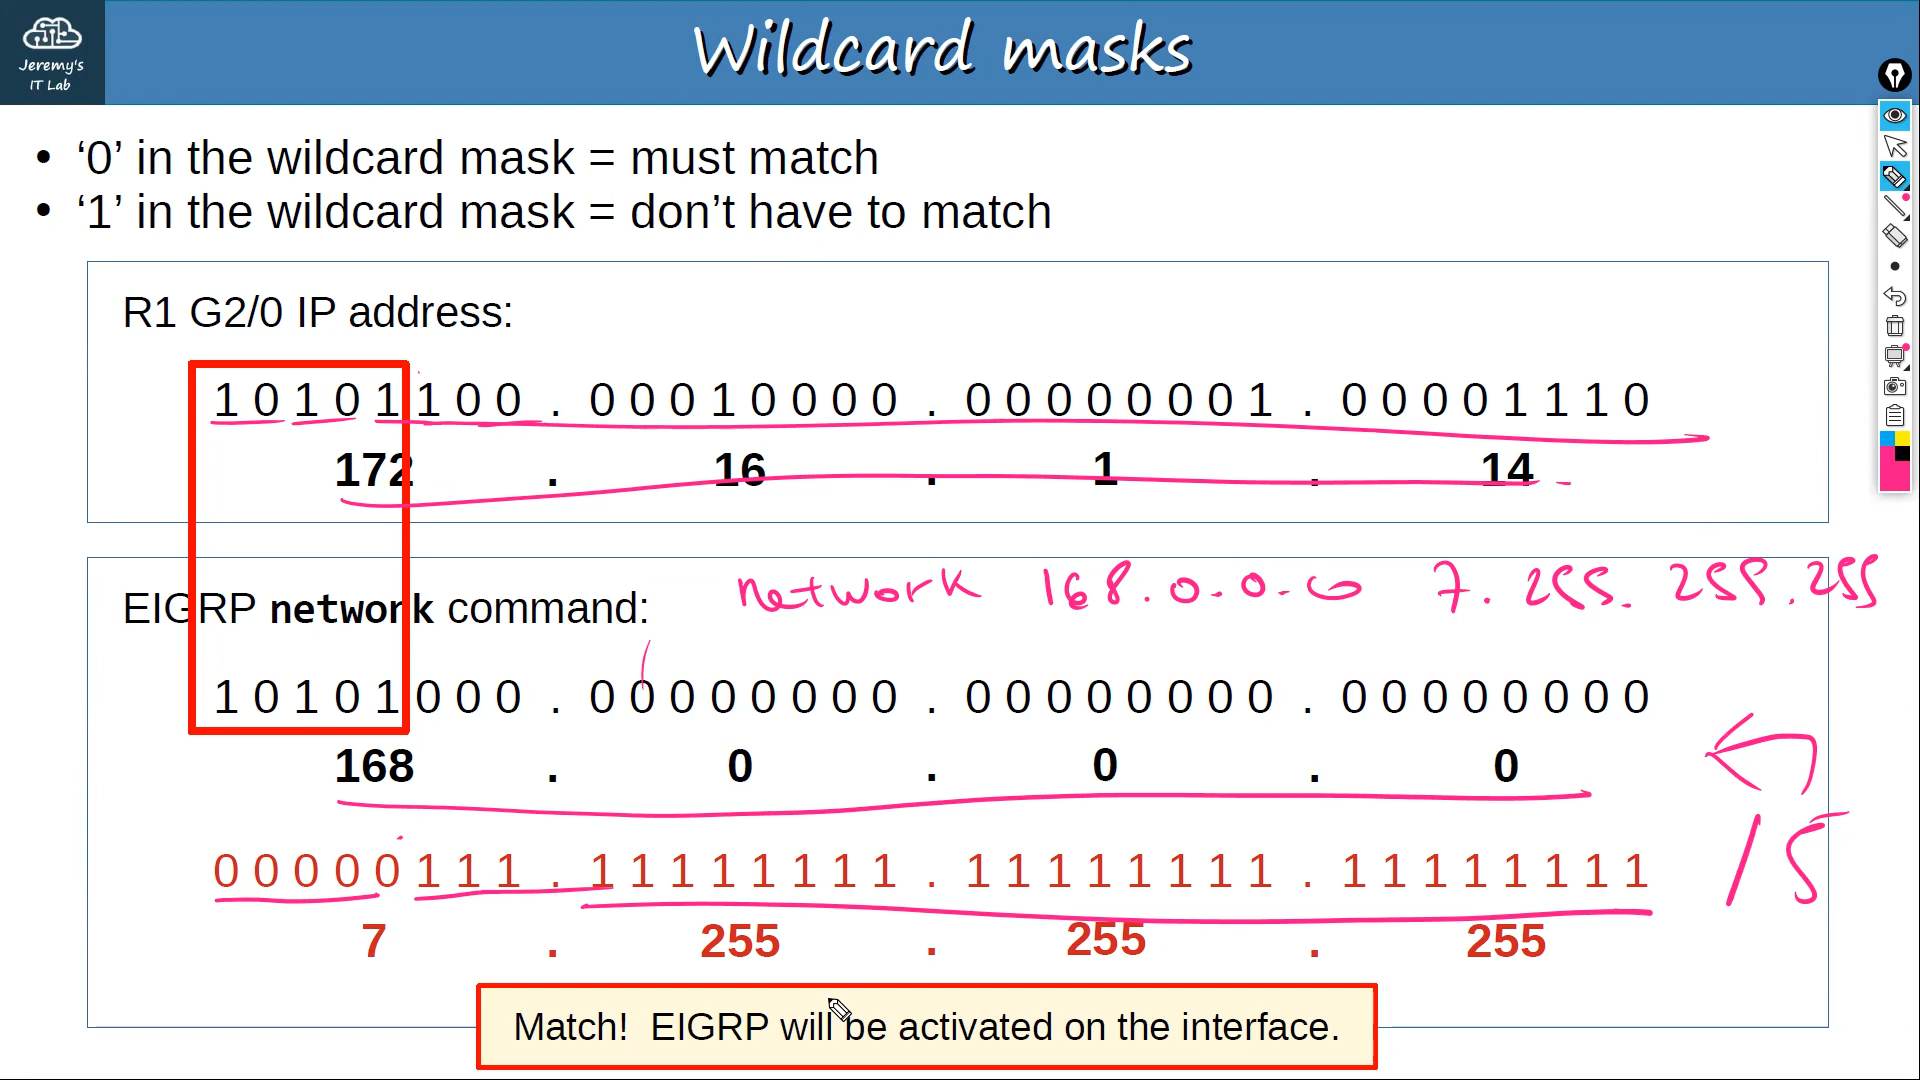 Jeremy's
IT Lab
Wildcard masks
• ‘0’ in the wildcard mask = must match
• ‘1’ in the wildcard mask = don’t have to match
R1 G2/0 IP address:
1 0 1 0 1 1 0 0 . 0 0 0 1 0 0 0 0 . 0 0 0 0 0 0 0 1 . 0 0 0 0 1 1 1 0
172 . 16 . 1 . 14
EIGRP network command:
network 168.0.0.0 7.255.255.255
1 0 1 0 1 0 0 0 . 0 0 0 0 0 0 0 0 . 0 0 0 0 0 0 0 0 . 0 0 0 0 0 0 0 0
168 . 0 . 0 . 0
/5
0 0 0 0 0 1 1 1 . 1 1 1 1 1 1 1 1 . 1 1 1 1 1 1 1 1 . 1 1 1 1 1 1 1 1
7 . 255 . 255 . 255
Match! EIGRP will be activated on the interface.